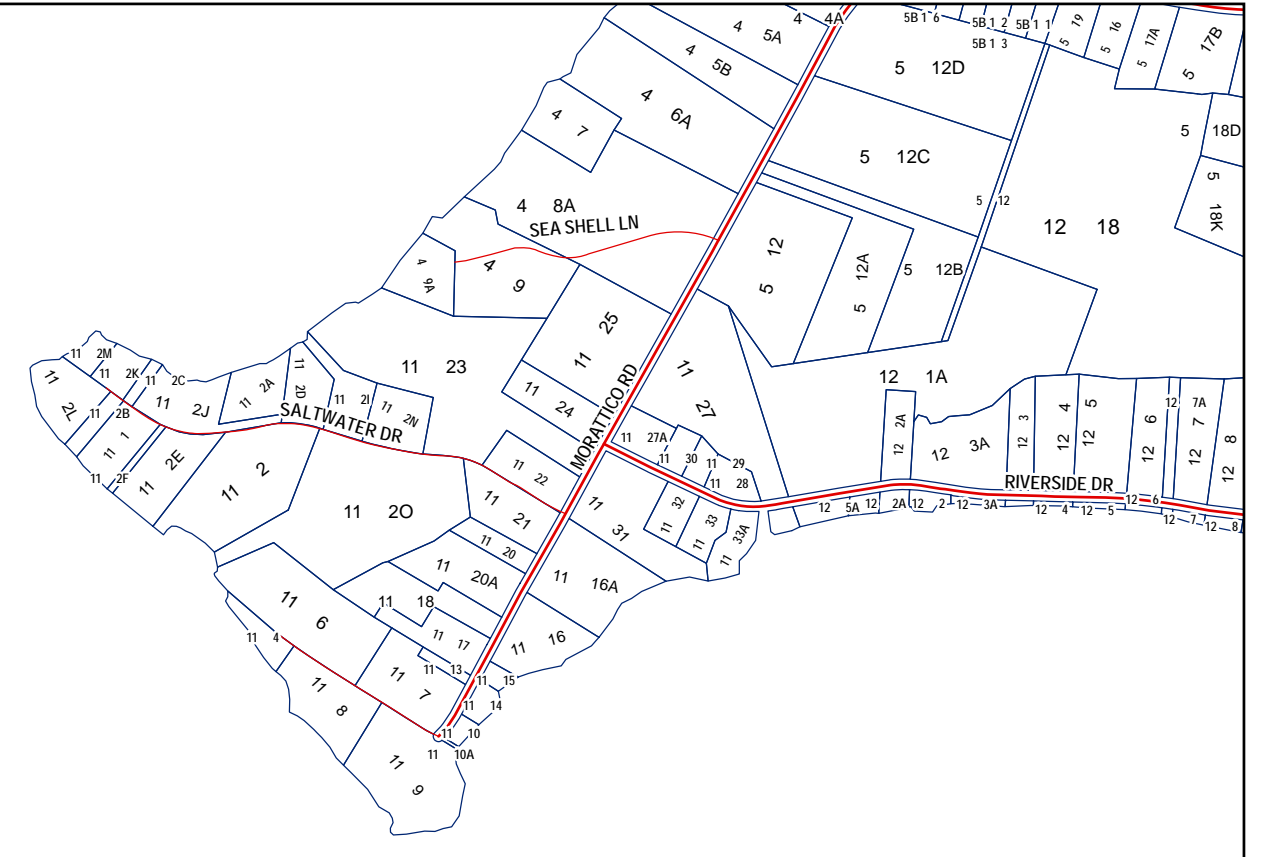 4 4A
5B 1 6
5B 1 2
5B 1 1
5 19
5 16
5 17A
5 17B
4 5A
5B 1 3
4 5B
5 12D
4 6A
4 7
5 12C
5 18D
5 18K
4 8A
5 12
12 18
SEA SHELL LN
4 9A
4 9
5 12
5 12A
5 12B
11 25
11 23
11 24
MORATTICO RD
11 27
12 1A
11 2M
11 2K
11 2C
11 2L
11 2B
11 2J
11 2A
11 2D
11 2I
11 2N
SALTWATER DR
11 1
11 2F
11 2E
11 2
11 2O
11 22
11 21
11 20
11 20A
11 27A
11 30
11 29
11 28
11 32
11 33
11 33A
11 31
12 2A
12 3A
12 3
12 4
12 5
12 6
12 7A
12 7
12 8
RIVERSIDE DR
12 5A
12 2A
12 2
12 3A
12 4
12 5
12 6
12 7
12 8
11 16A
11 16
11 18
11 17
11 6
11 13
11 15
11 4
11 7
11 14
11 8
11 10
11 10A
11 9